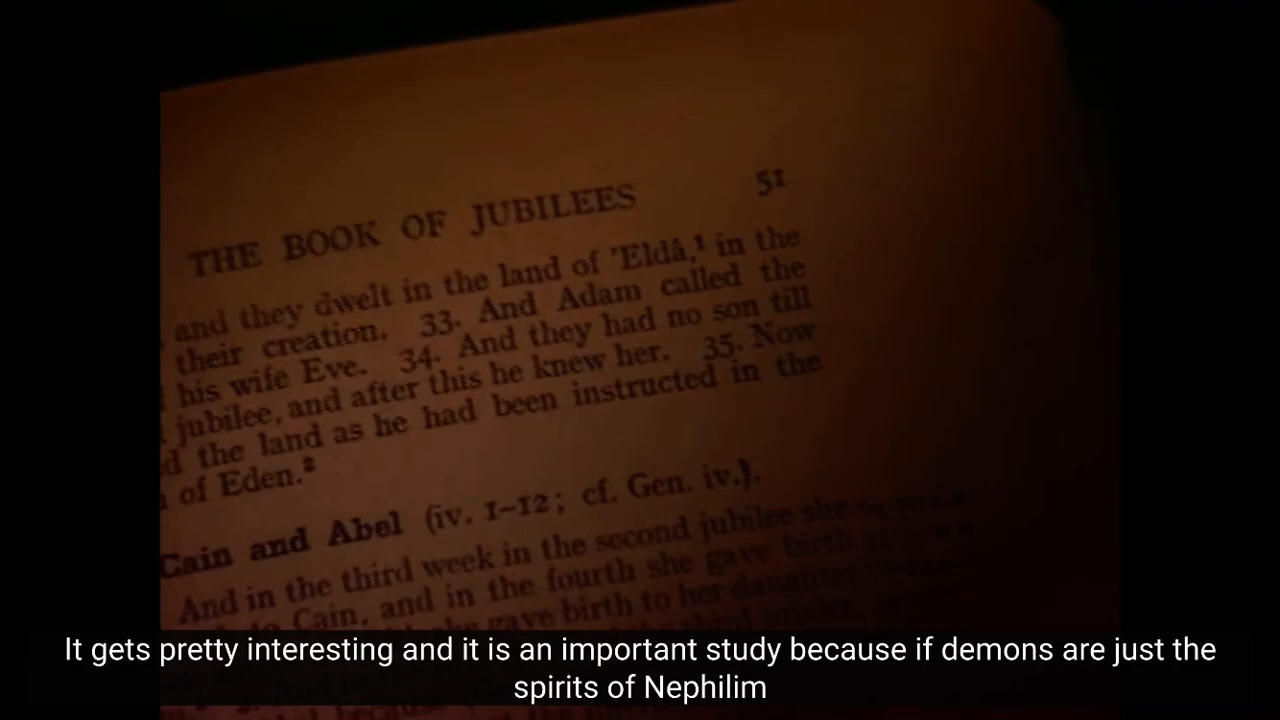 THE BOOK OF JUBILEES 51
and they dwelt in the land of 'Eldâ,¹ in the
their creation. 33. And Adam called the
his wife Eve. 34. And they had no son till
jubilee, and after this he knew her. 35. Now
the land as he had been instructed in the
of Eden.²
Cain and Abel (iv. 1-12; cf. Gen. iv.).
And in the third week in the second jubilee she
Cain, and in the fourth she gave birth
she gave birth to her daughter
It gets pretty interesting and it is an important study because if demons are just the
spirits of Nephilim